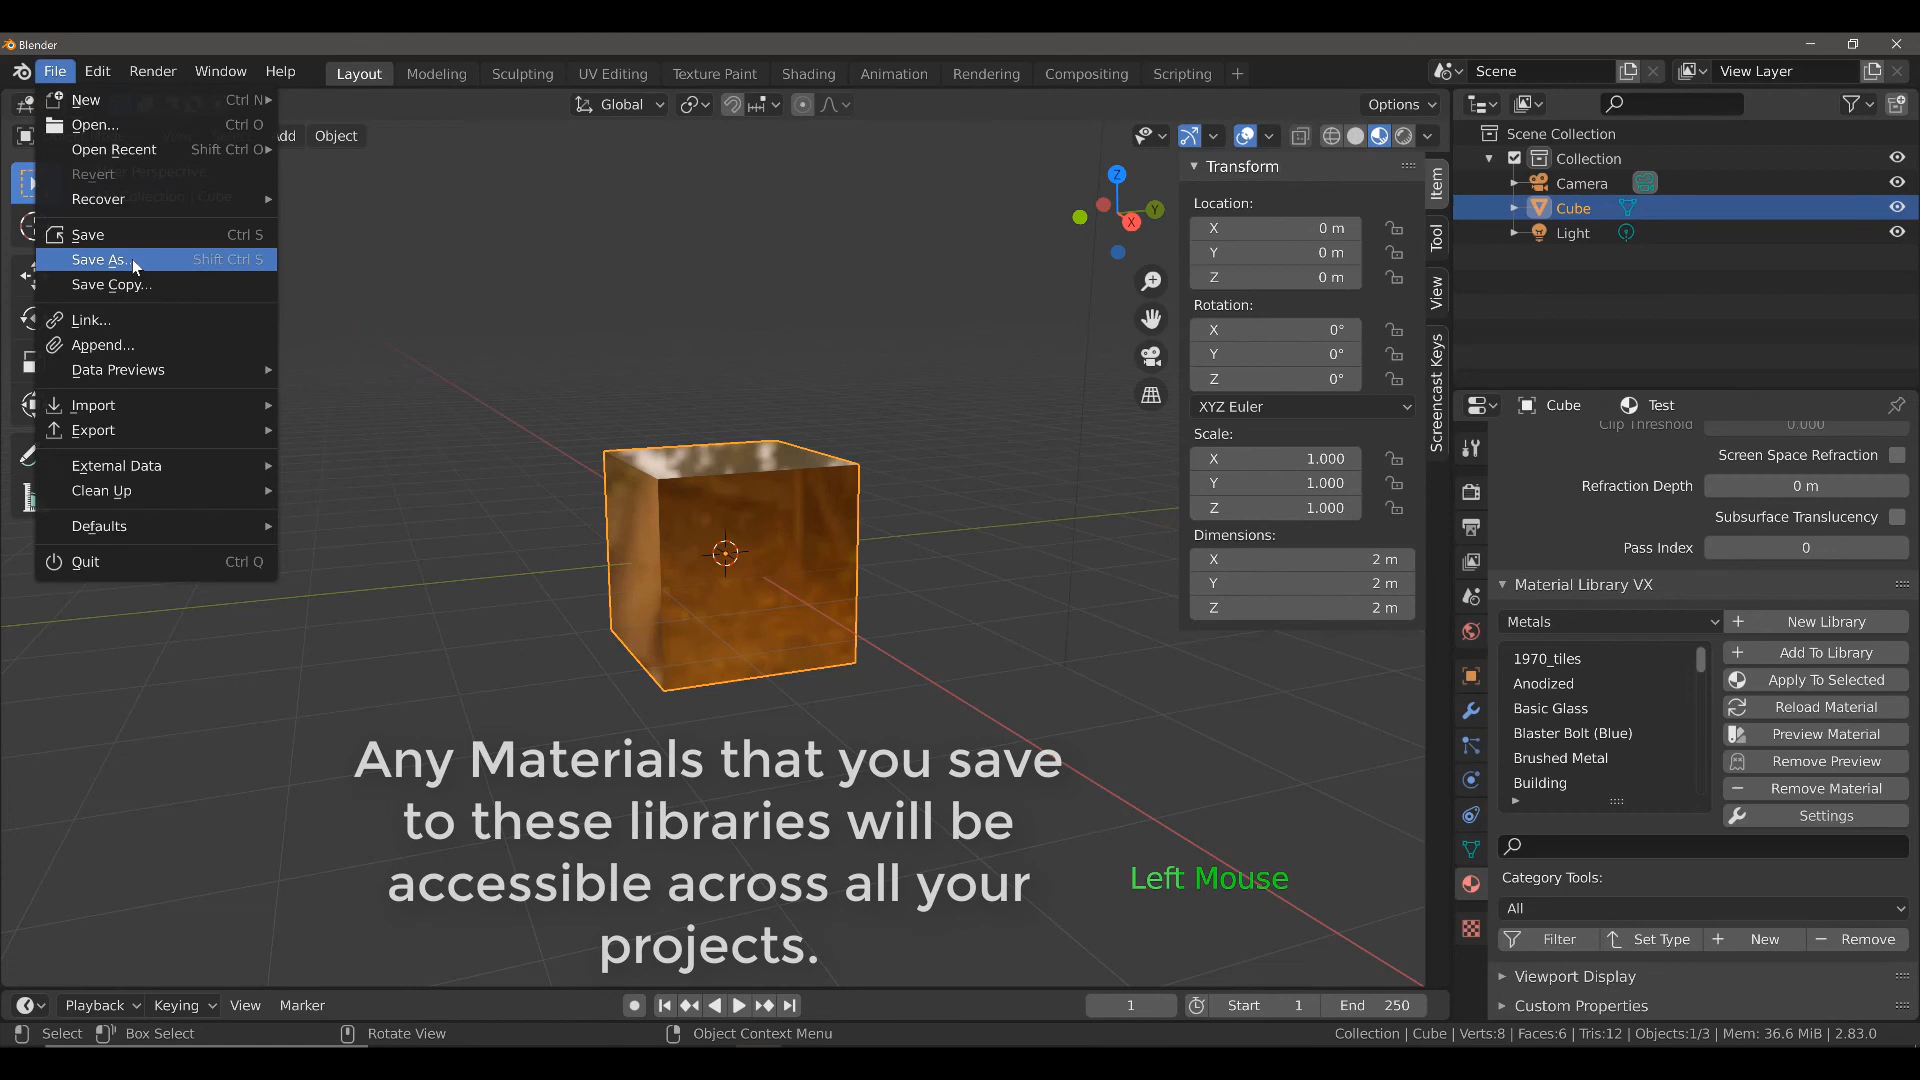 Blender
File Edit Render Window Help Layout Modeling Sculpting UV Editing Texture Paint Shading Animation Rendering Compositing Scripting Scene View Layer
New Ctrl N
Open... Ctrl O
Open Recent Shift Ctrl O
Revert
Recover
Save Ctrl S
Save As... Shift Ctrl S
Save Copy...
Link...
Append...
Data Previews
Import
Export
External Data
Clean Up
Defaults
Quit Ctrl Q
Global
Options
Object
Collection | Cube
Transform
Location:
X 0 m
Y 0 m
Z 0 m
Rotation:
X 0°
Y 0°
Z 0°
XYZ Euler
Scale:
X 1.000
Y 1.000
Z 1.000
Dimensions:
X 2 m
Y 2 m
Z 2 m
Item
Tool
View
Screencast Keys
Z
Y
X
Scene Collection
Collection
Camera
Cube
Light
Cube Test
Clip Threshold 0.000
Screen Space Refraction
Refraction Depth 0 m
Subsurface Translucency
Pass Index 0
Material Library VX
Metals New Library
1970_tiles
Anodized
Basic Glass
Blaster Bolt (Blue)
Brushed Metal
Building
Add To Library
Apply To Selected
Reload Material
Preview Material
Remove Preview
Remove Material
Settings
Category Tools:
All
Filter Set Type New Remove
Viewport Display
Custom Properties
Any Materials that you save
to these libraries will be
accessible across all your
projects.
Left Mouse
Playback Keying View Marker 1 Start 1 End 250
Select Box Select Rotate View Object Context Menu Collection | Cube | Verts:8 | Faces:6 | Tris:12 | Objects:1/3 | Mem: 36.6 MiB | 2.83.0